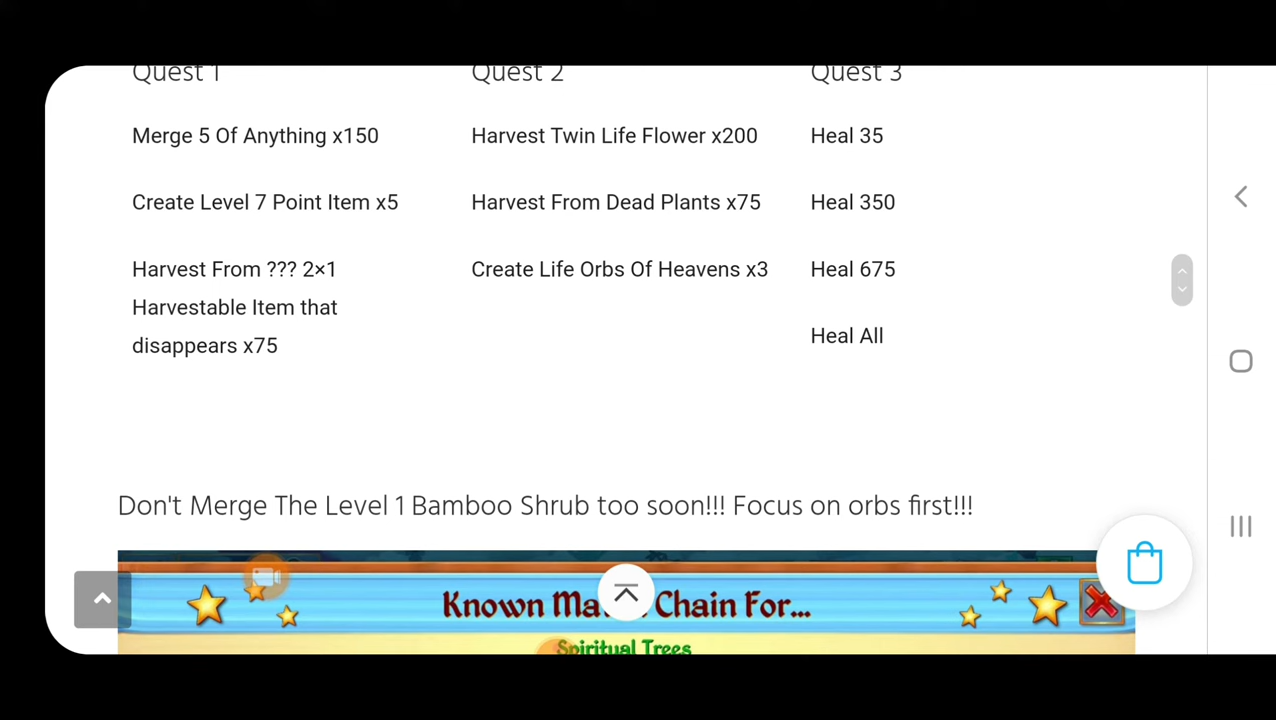 Quest 1
Quest 2
Quest 3
Merge 5 Of Anything x150
Harvest Twin Life Flower x200
Heal 35
Create Level 7 Point Item x5
Harvest From Dead Plants x75
Heal 350
Harvest From ??? 2×1
Harvestable Item that
disappears x75
Create Life Orbs Of Heavens x3
Heal 675
Heal All
Don't Merge The Level 1 Bamboo Shrub too soon!!! Focus on orbs first!!!
Known Chain For...
Spiritual Trees